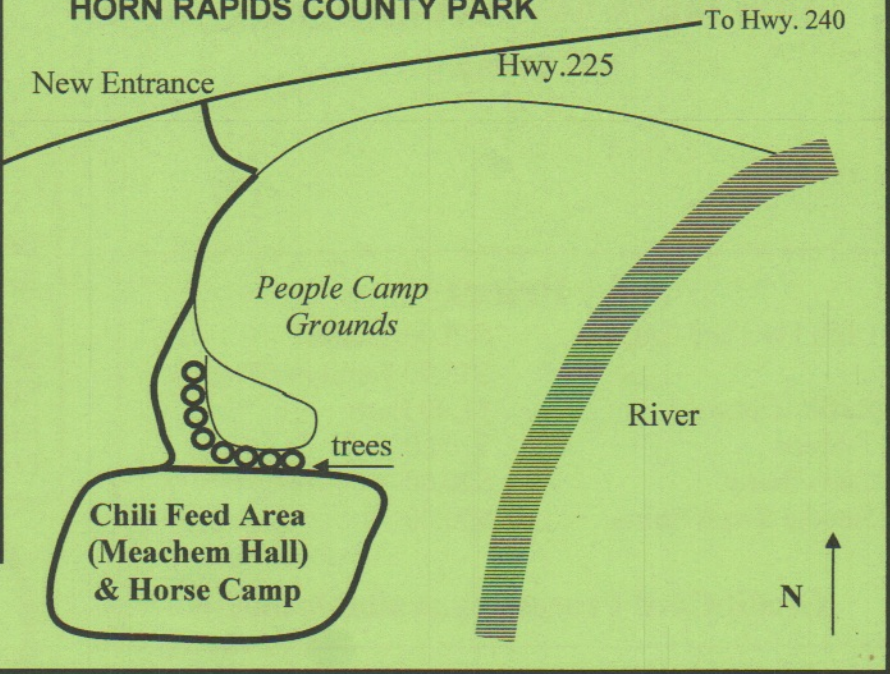 HORN RAPIDS COUNTY PARK
To Hwy. 240
Hwy.225
New Entrance
People Camp
Grounds
River
trees
Chili Feed Area
(Meachem Hall)
& Horse Camp
N